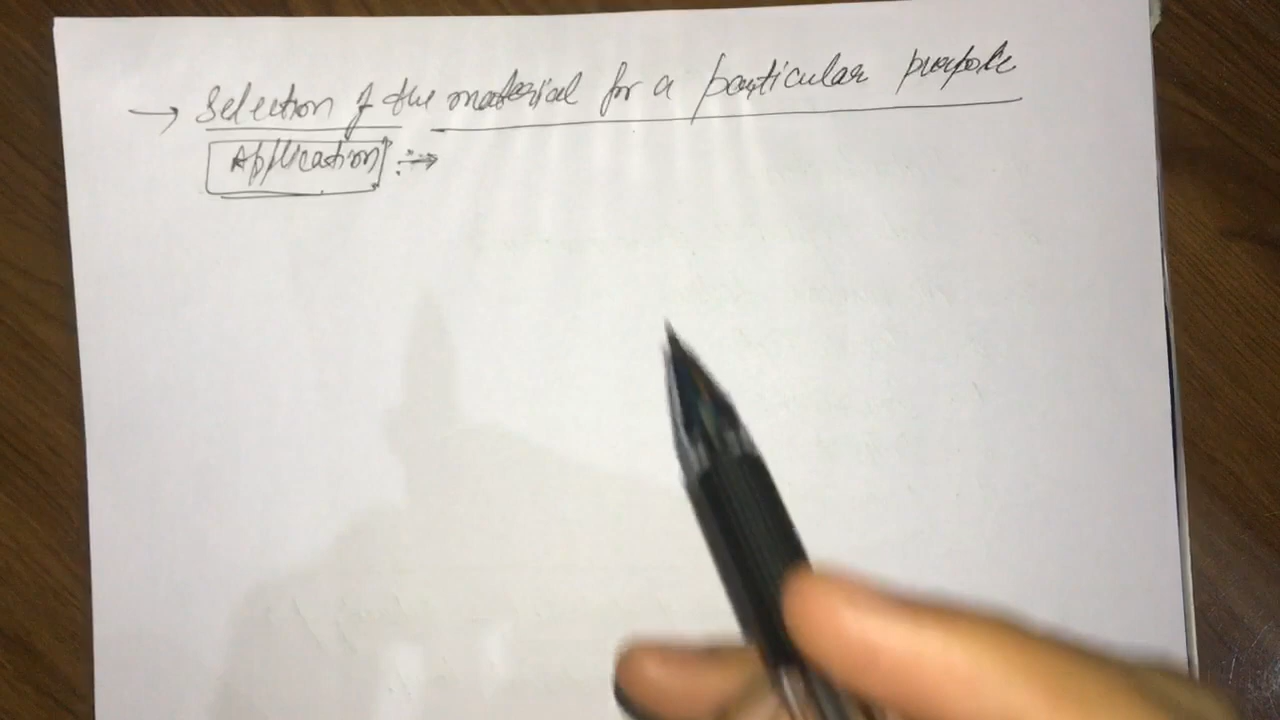 → Selection of the material for a particular purpose
Application :→